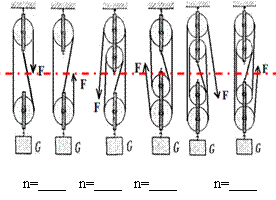 F F F F F F
G G G G G G
n=____ n=____ n=____ n=____